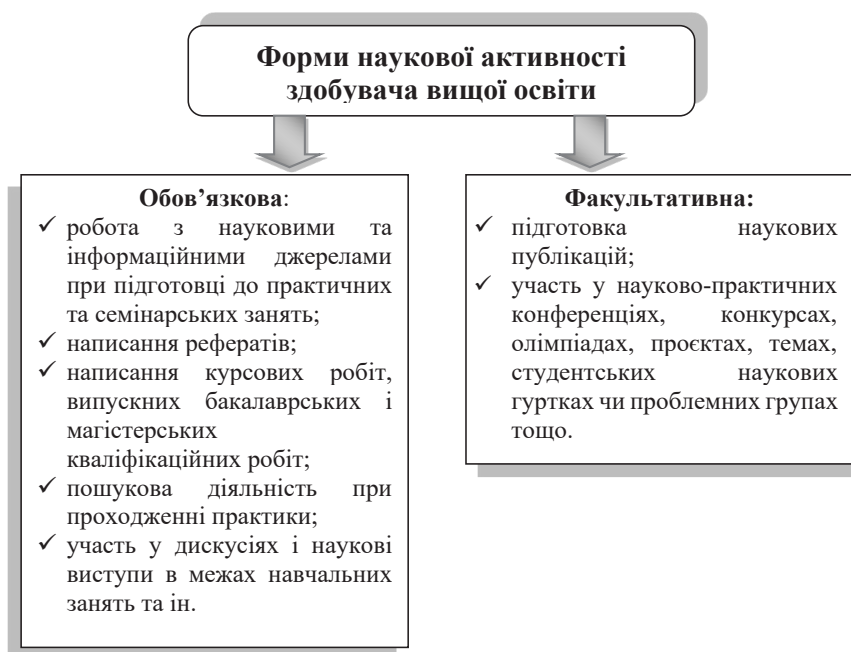 Форми наукової активності
здобувача вищої освіти
Обов’язкова:
✓ робота з науковими та
інформаційними джерелами
при підготовці до практичних
та семінарських занять;
✓ написання рефератів;
✓ написання курсових робіт,
випускних бакалаврських і
магістерських
кваліфікаційних робіт;
✓ пошукова діяльність при
проходженні практики;
✓ участь у дискусіях і наукові
виступи в межах навчальних
занять та ін.
Факультативна:
✓ підготовка наукових
публікацій;
✓ участь у науково-практичних
конференціях, конкурсах,
олімпіадах, проєктах, темах,
студентських наукових
гуртках чи проблемних групах
тощо.